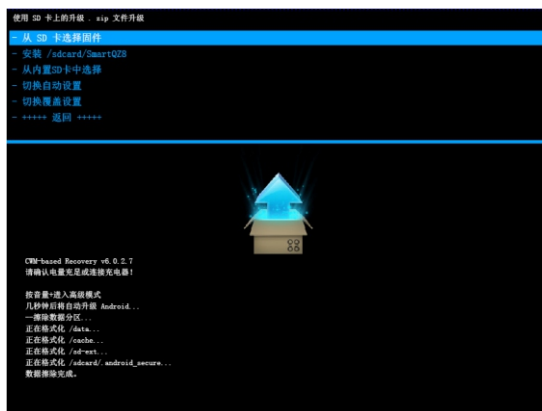 使用 SD 卡上的升级 . zip 文件升级
- 从 SD 卡选择固件
- 安装 /sdcard/SmartQZ8
- 从内置SD卡中选择
- 切换自动设置
- 切换覆盖设置
- +++++ 返回 +++++
CWM-based Recovery v6.0.2.7
请确认电量充足或连接充电器!
按音量+进入高级模式
几秒钟后将自动升级 Android...
—擦除数据分区...
正在格式化 /data...
正在格式化 /cache...
正在格式化 /sd-ext...
正在格式化 /sdcard/.android_secure...
数据擦除完成。